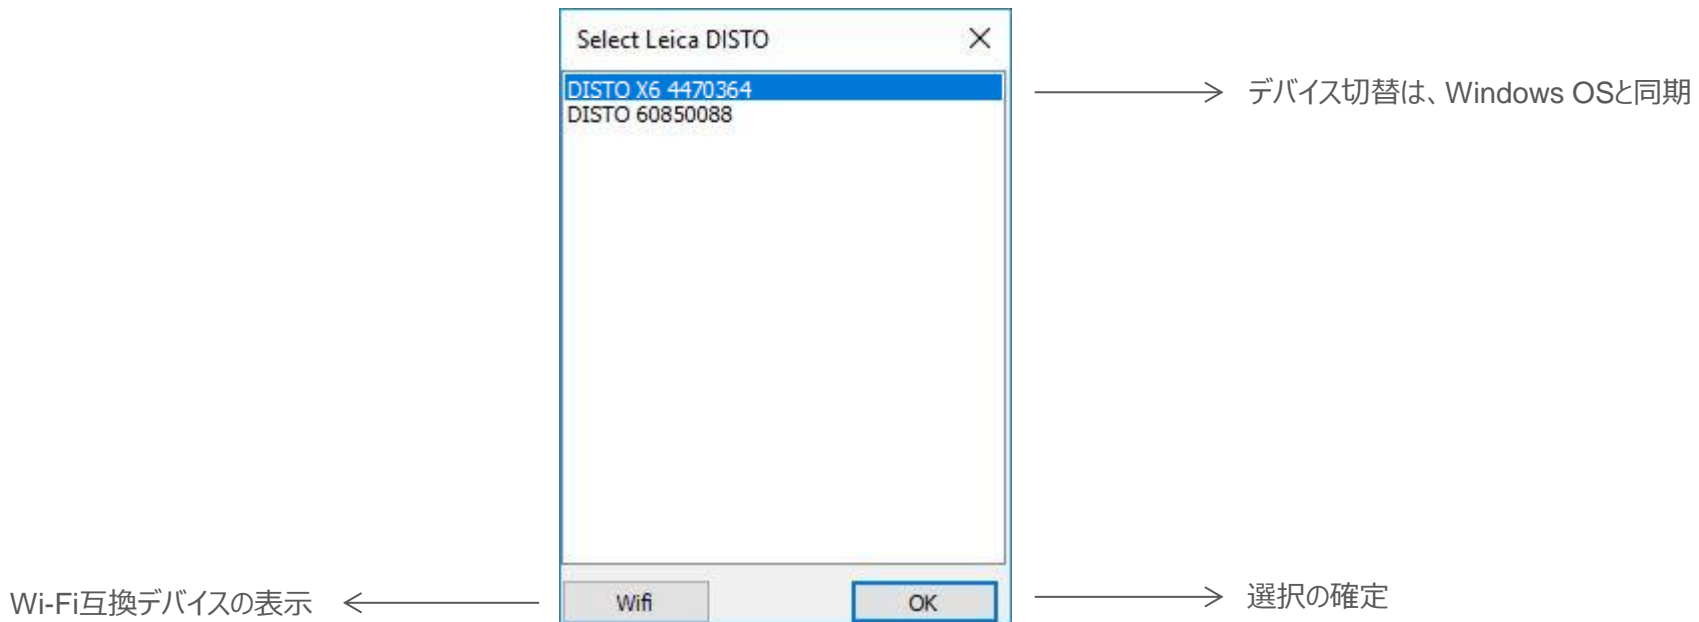 Select Leica DISTO
DISTO X6 4470364
デバイス切替は、Windows OSと同期
DISTO 60850088
Wi-Fi互換デバイスの表示
Wifi
OK
選択の確定